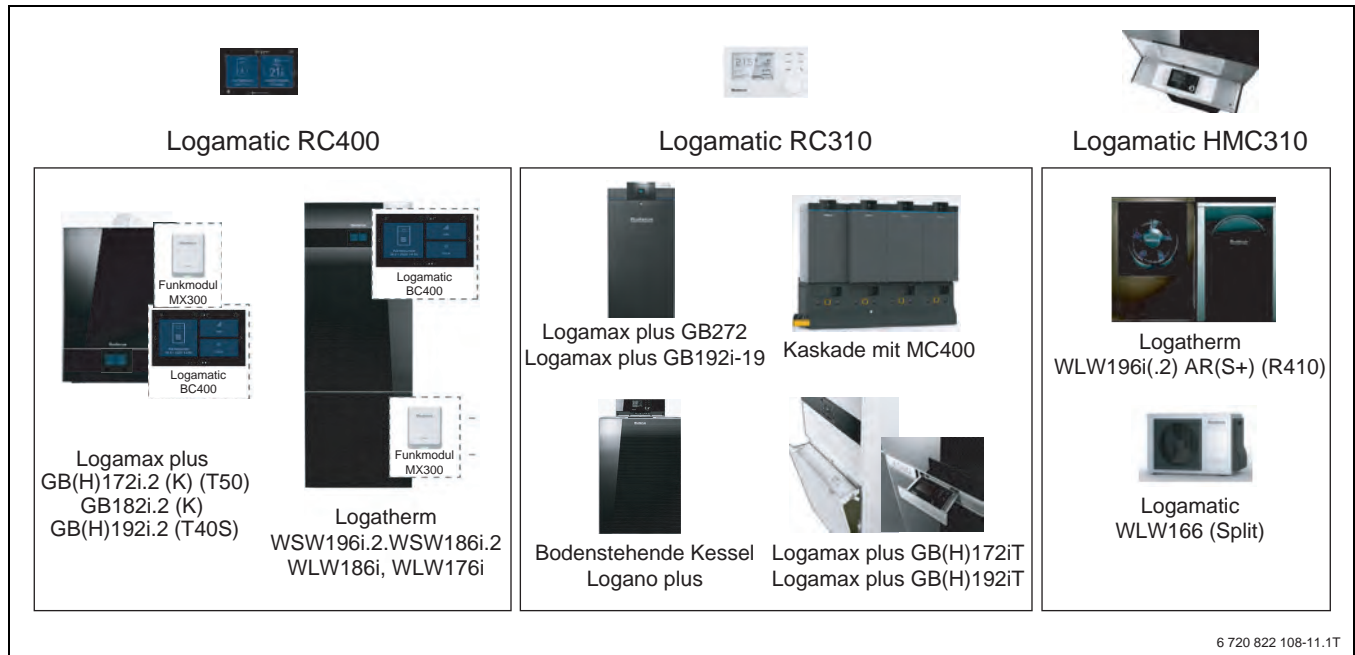 Logamatic RC400
Logamatic RC310
Logamatic HMC310
Funkmodul
MX300
Logamatic
BC400
Logamax plus
GB(H)172i.2 (K) (T50)
GB182i.2 (K)
GB(H)192i.2 (T40S)
Logamatic
BC400
Funkmodul
MX300
Logatherm
WSW196i.2.WSW186i.2
WLW186i, WLW176i
Logamax plus GB272
Logamax plus GB192i-19
Kaskade mit MC400
Bodenstehende Kessel
Logano plus
Logamax plus GB(H)172iT
Logamax plus GB(H)192iT
Logatherm
WLW196i(.2) AR(S+) (R410)
Logamatic
WLW166 (Split)
6 720 822 108-11.1T